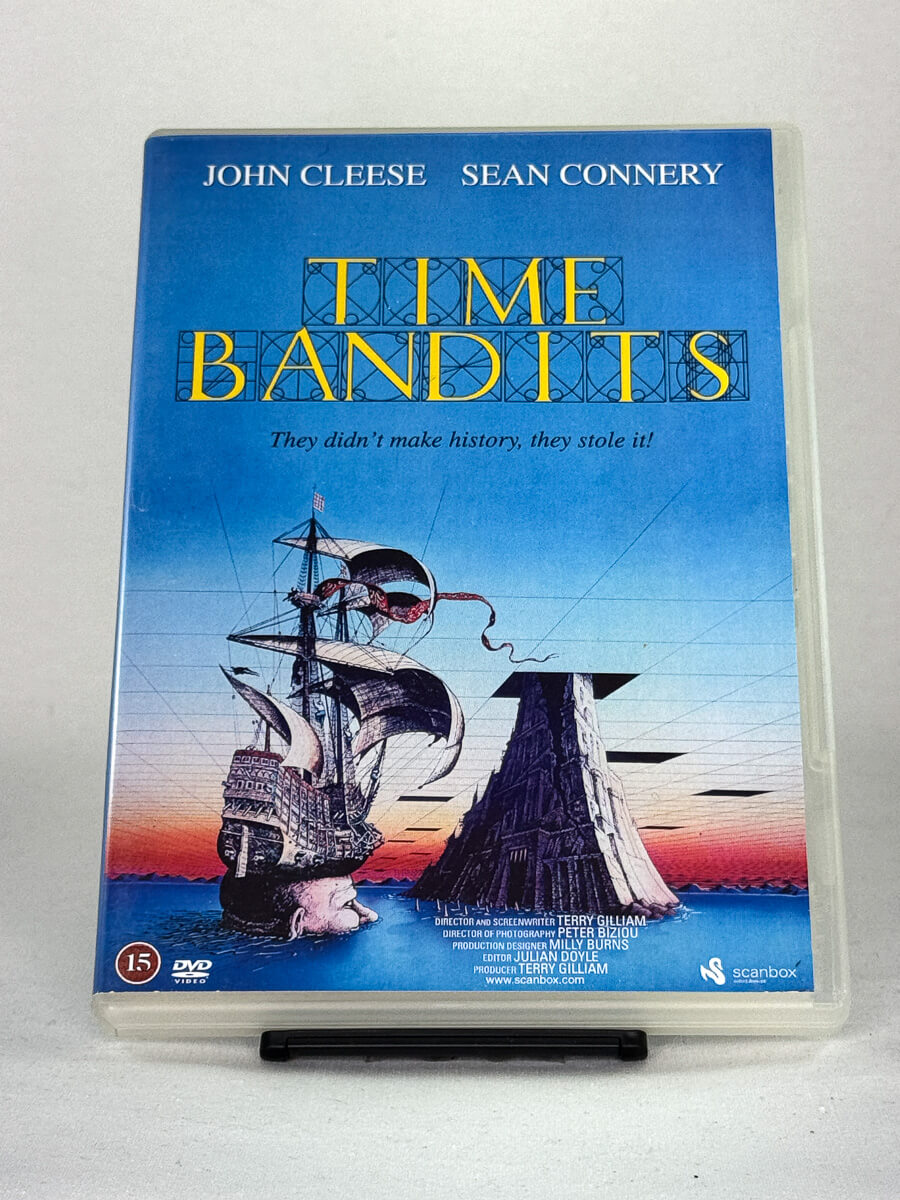 JOHN CLEESE SEAN CONNERY
TIME
BANDITS
They didn't make history, they stole it!
DIRECTOR AND SCREENWRITER TERRY GILLIAM
DIRECTOR OF PHOTOGRAPHY PETER BIZIOU
PRODUCTION DESIGNER MILLY BURNS
EDITOR JULIAN DOYLE
PRODUCER TERRY GILLIAM
www.scanbox.com
15
DVD
VIDEO
scanbox